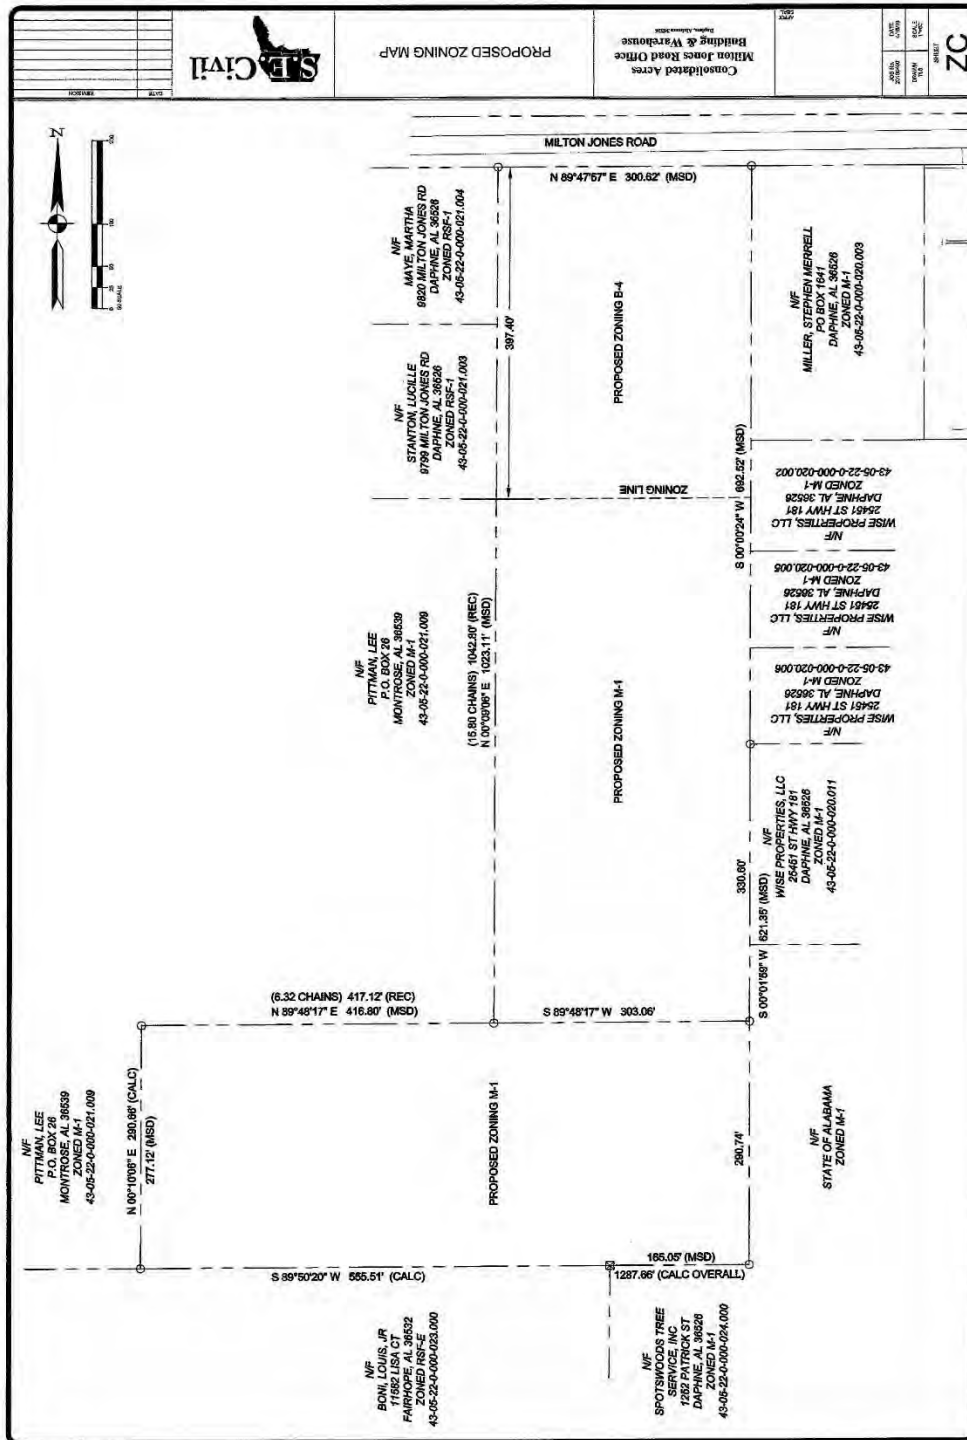 REVISION
DATE
S.E. Civil
PROPOSED ZONING MAP
Consolidated Acres
Milton Jones Road Office
Building & Warehouse
Daphne, Alabama 36526
DATE
SCALE
JOB No.
DRAWN
SHEET
ZC
N
MILTON JONES ROAD
N 89°47'57" E 300.62' (MSD)
N/F
MAYE, MARTHA
9820 MILTON JONES RD
DAPHNE, AL 36526
ZONED RSF-1
43-05-22-0-000-021.004
N/F
STANTON, LUCILLE
9799 MILTON JONES RD
DAPHNE, AL 36526
ZONED RSF-1
43-05-22-0-000-021.003
397.40'
PROPOSED ZONING B-4
N/F
MILLER, STEPHEN MERRELL
PO BOX 1641
DAPHNE, AL 36526
ZONED M-1
43-05-22-0-000-020.003
ZONING LINE
S 00°00'24" W 692.52' (MSD)
N/F
WISE PROPERTIES, LLC
25451 ST HWY 181
DAPHNE, AL 36526
ZONED M-1
43-05-22-0-000-020.002
N/F
WISE PROPERTIES, LLC
25451 ST HWY 181
DAPHNE, AL 36526
ZONED M-1
43-05-22-0-000-020.005
N/F
WISE PROPERTIES, LLC
25451 ST HWY 181
DAPHNE, AL 36526
ZONED M-1
43-05-22-0-000-020.006
N/F
PITTMAN, LEE
P.O. BOX 26
MONTROSE, AL 36539
ZONED M-1
43-05-22-0-000-021.009
(15.80 CHAINS) 1042.80' (REC)
N 00°09'06" E 1023.11' (MSD)
PROPOSED ZONING M-1
N/F
WISE PROPERTIES, LLC
25451 ST HWY 181
DAPHNE, AL 36526
ZONED M-1
43-05-22-0-000-020.011
330.60'
S 00°01'59" W 621.35' (MSD)
(6.32 CHAINS) 417.12' (REC)
N 89°48'17" E 416.80' (MSD)
S 89°48'17" W 303.06'
N/F
PITTMAN, LEE
P.O. BOX 26
MONTROSE, AL 36539
ZONED M-1
43-05-22-0-000-021.009
N 00°10'06" E 290.66' (CALC)
277.12' (MSD)
PROPOSED ZONING M-1
290.74'
N/F
STATE OF ALABAMA
ZONED M-1
S 89°50'20" W 565.51' (CALC)
165.05' (MSD)
1287.66' (CALC OVERALL)
N/F
BONI, LOUIS, JR
11562 LISA CT
FAIRHOPE, AL 36532
ZONED RSF-E
43-05-22-0-000-023.000
N/F
SPOTSWOODS TREE
SERVICE, INC
1262 PATRICK ST
DAPHNE, AL 36526
ZONED M-1
43-05-22-0-000-024.000